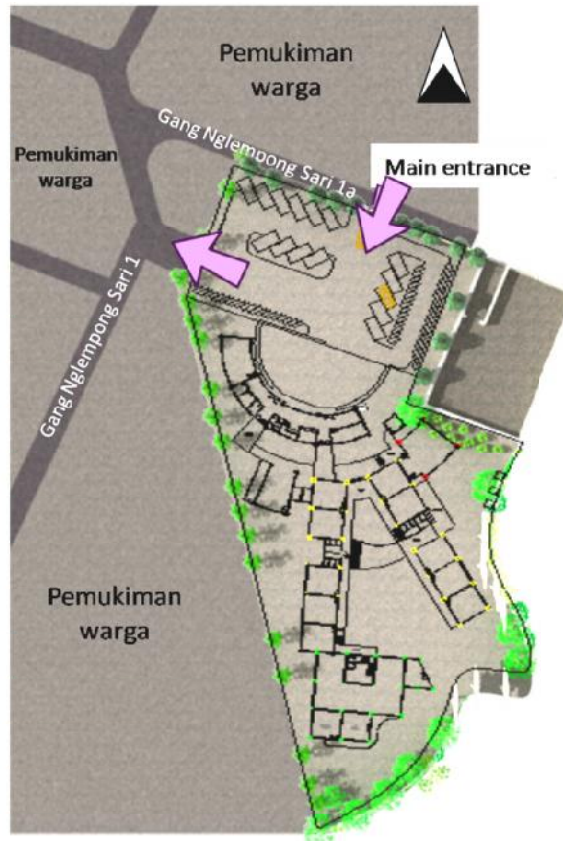 Pemukiman
warga
Gang Nglempong Sari 1a
Main entrance
Pemukiman
warga
Gang Nglempong Sari 1
Pemukiman
warga